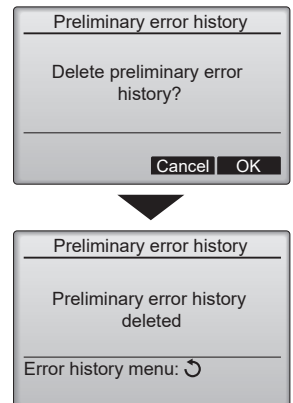 Preliminary error history
Delete preliminary error
history?
Cancel OK
Preliminary error history
Preliminary error history
deleted
Error history menu: